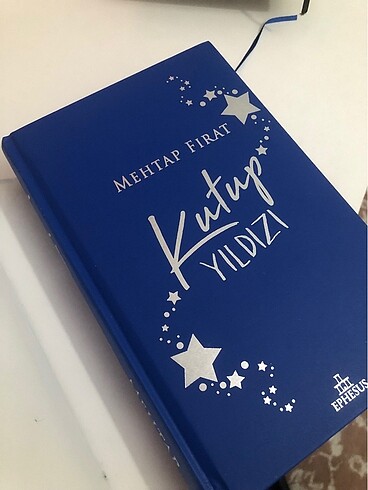 MEHTAP FIRAT
Kutup
YILDIZI
EPHESUS